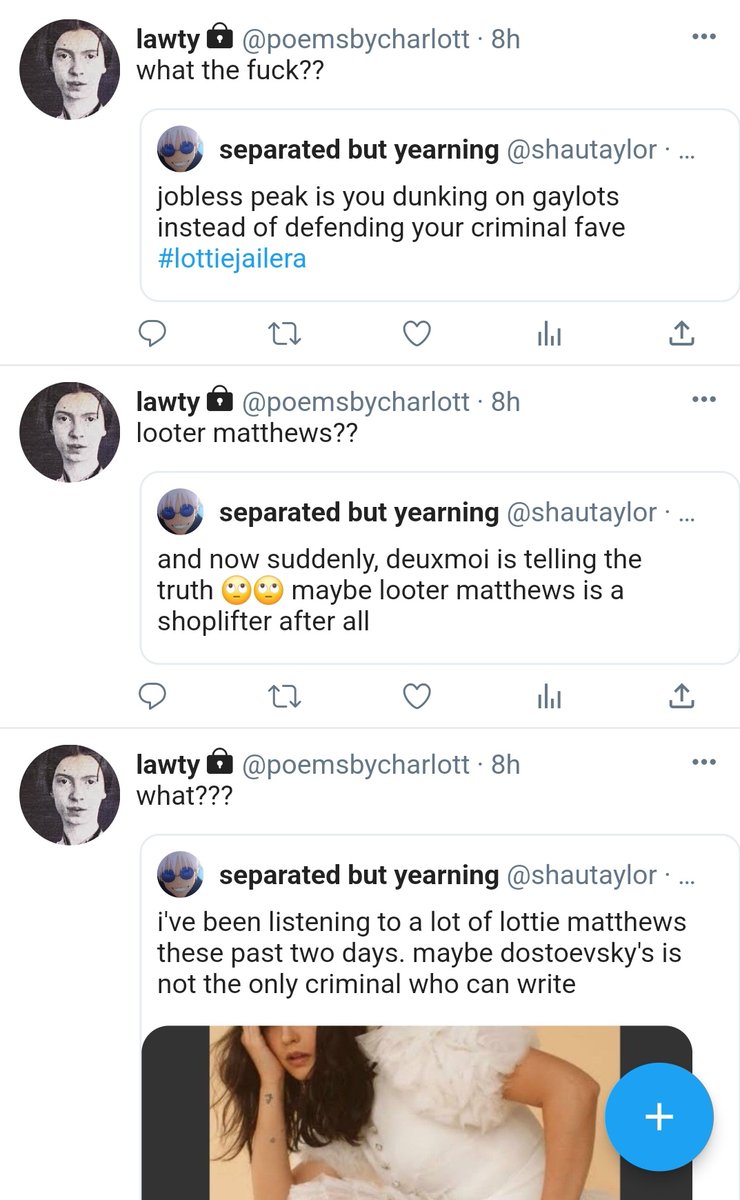 lawty @poemsbycharlott · 8h
what the fuck??
separated but yearning @shautaylor · ...
jobless peak is you dunking on gaylots
instead of defending your criminal fave
#lottiejailera
lawty @poemsbycharlott · 8h
looter matthews??
separated but yearning @shautaylor · ...
and now suddenly, deuxmoi is telling the
truth 🙄🙄 maybe looter matthews is a
shoplifter after all
lawty @poemsbycharlott · 8h
what???
separated but yearning @shautaylor · ...
i've been listening to a lot of lottie matthews
these past two days. maybe dostoevsky's is
not the only criminal who can write